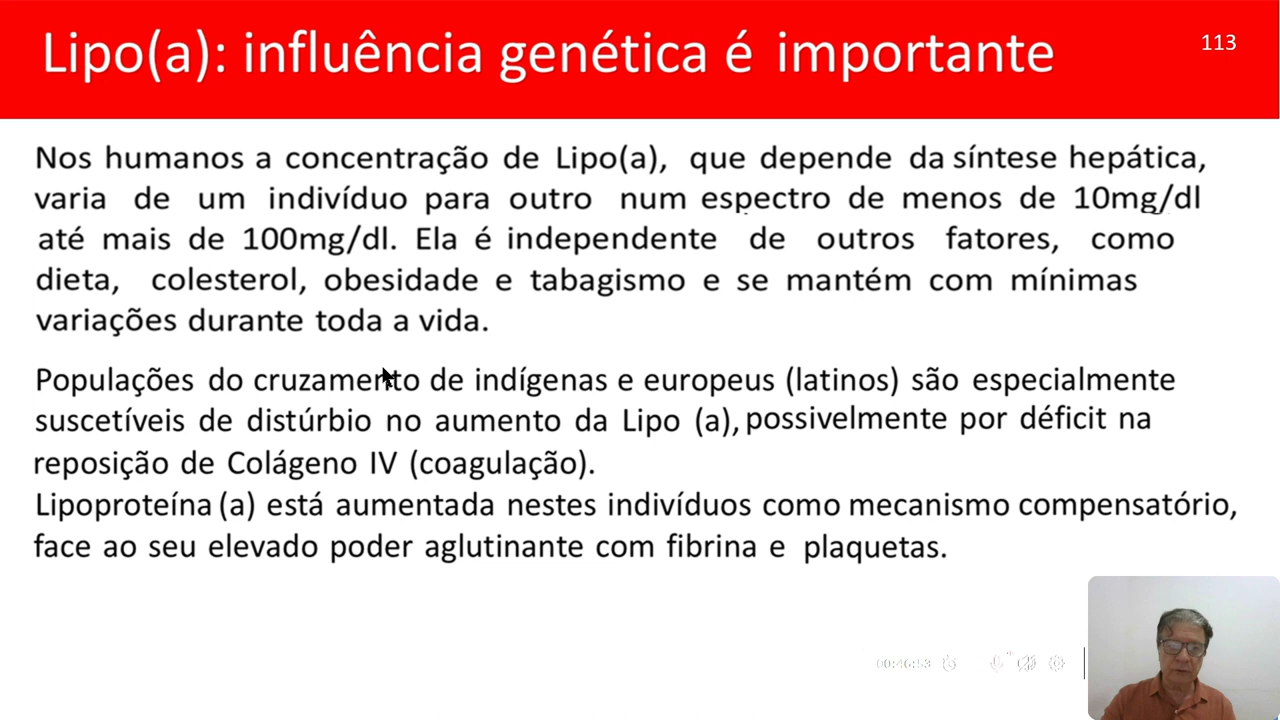 Lipo(a): influência genética é importante
113
Nos humanos a concentração de Lipo(a), que depende da síntese hepática,
varia de um indivíduo para outro num espectro de menos de 10mg/dl
até mais de 100mg/dl. Ela é independente de outros fatores, como
dieta, colesterol, obesidade e tabagismo e se mantém com mínimas
variações durante toda a vida.
Populações do cruzamento de indígenas e europeus (latinos) são especialmente
suscetíveis de distúrbio no aumento da Lipo (a), possivelmente por déficit na
reposição de Colágeno IV (coagulação).
Lipoproteína (a) está aumentada nestes indivíduos como mecanismo compensatório,
face ao seu elevado poder aglutinante com fibrina e plaquetas.
00:46:53